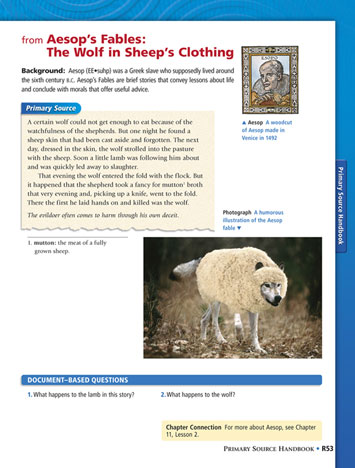 from Aesop's Fables:
The Wolf in Sheep's Clothing
Background: Aesop (EE•suhp) was a Greek slave who supposedly lived around
the sixth century B.C. Aesop's Fables are brief stories that convey lessons about life
and conclude with morals that offer useful advice.
Primary Source
A certain wolf could not get enough to eat because of the
watchfulness of the shepherds. But one night he found a
sheep skin that had been cast aside and forgotten. The next
day, dressed in the skin, the wolf strolled into the pasture
with the sheep. Soon a little lamb was following him about
and was quickly led away to slaughter.
That evening the wolf entered the fold with the flock. But
it happened that the shepherd took a fancy for mutton¹ broth
that very evening and, picking up a knife, went to the fold.
There the first he laid hands on and killed was the wolf.
The evildoer often comes to harm through his own deceit.
1. mutton: the meat of a fully
grown sheep.
▲ Aesop A woodcut
of Aesop made in
Venice in 1492
Photograph A humorous
illustration of the Aesop
fable ▼
Primary Source Handbook
DOCUMENT–BASED QUESTIONS
1. What happens to the lamb in this story?
2. What happens to the wolf?
Chapter Connection For more about Aesop, see Chapter
11, Lesson 2.
PRIMARY SOURCE HANDBOOK • R53